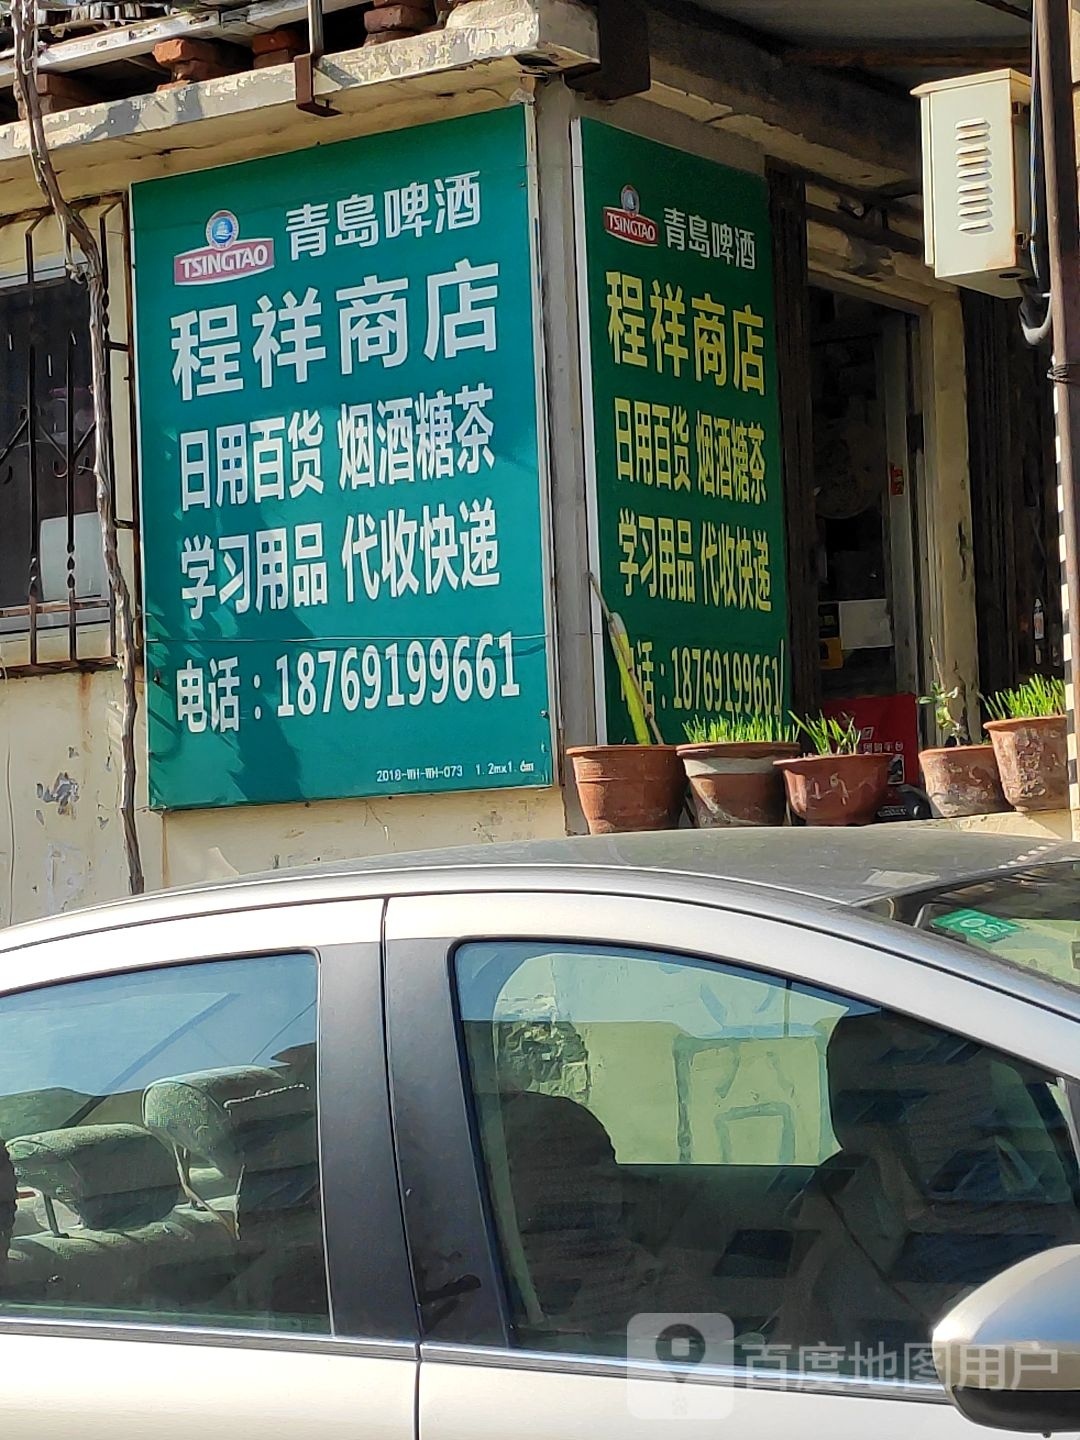 TSINGTAO 青島啤酒
程祥商店
日用百货 烟酒糖茶
学习用品 代收快递
电话：18769199661
2018-WH-WH-073 1.2mx1.6m
TSINGTAO 青島啤酒
程祥商店
日用百货 烟酒糖茶
学习用品 代收快递
话：18769199661
百度地图用户